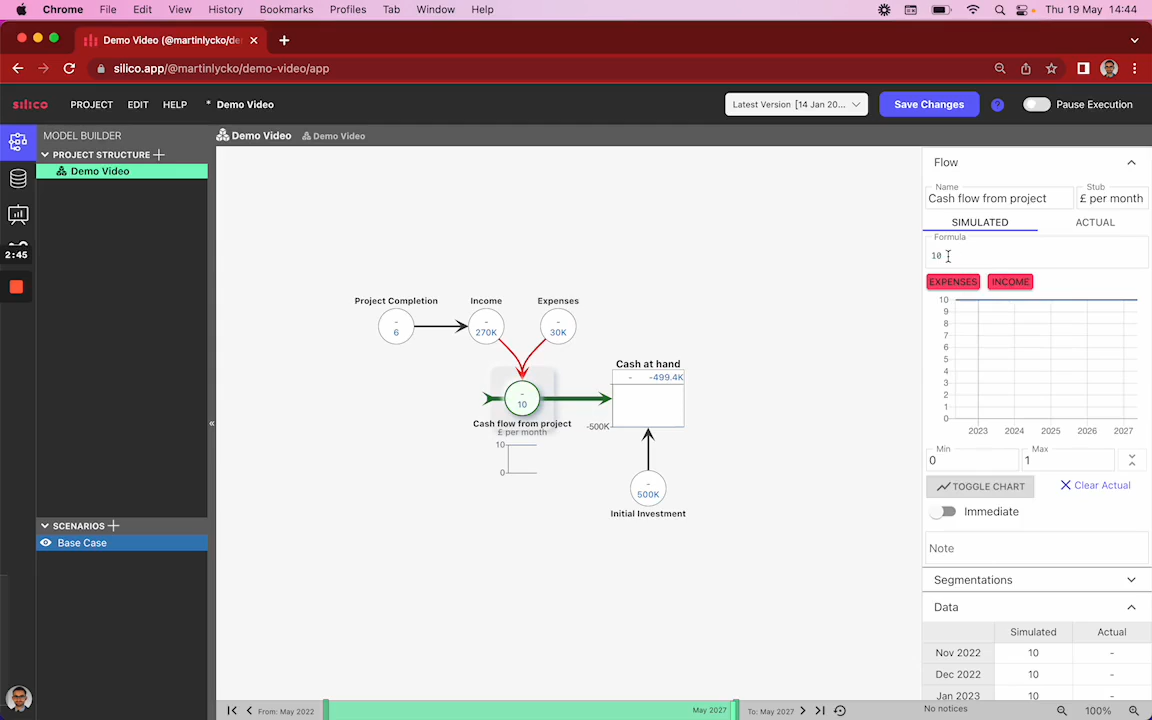 Chrome File Edit View History Bookmarks Profiles Tab Window Help Thu 19 May 14:44
Demo Video (@martinlycko/de
silico.app/@martinlycko/demo-video/app
silico PROJECT EDIT HELP * Demo Video Latest Version [14 Jan 20... Save Changes ? Pause Execution
MODEL BUILDER
Demo Video Demo Video
PROJECT STRUCTURE
Demo Video
2:45
SCENARIOS
Base Case
Project Completion Income Expenses
- - -
6 270K 30K
Cash at hand
- -499.4K
-
10
-500K
Cash flow from project
£ per month
10
0
-
500K
Initial Investment
Flow
Name Stub
Cash flow from project £ per month
SIMULATED ACTUAL
Formula
10
EXPENSES INCOME
10
9
8
7
6
5
4
3
2
1
0
2023 2024 2025 2026 2027
Min Max
0 1
TOGGLE CHART Clear Actual
Immediate
Note
Segmentations
Data
Simulated Actual
Nov 2022 10 -
Dec 2022 10 -
Jan 2023 10 -
From: May 2022 May 2027 To: May 2027 No notices 100%